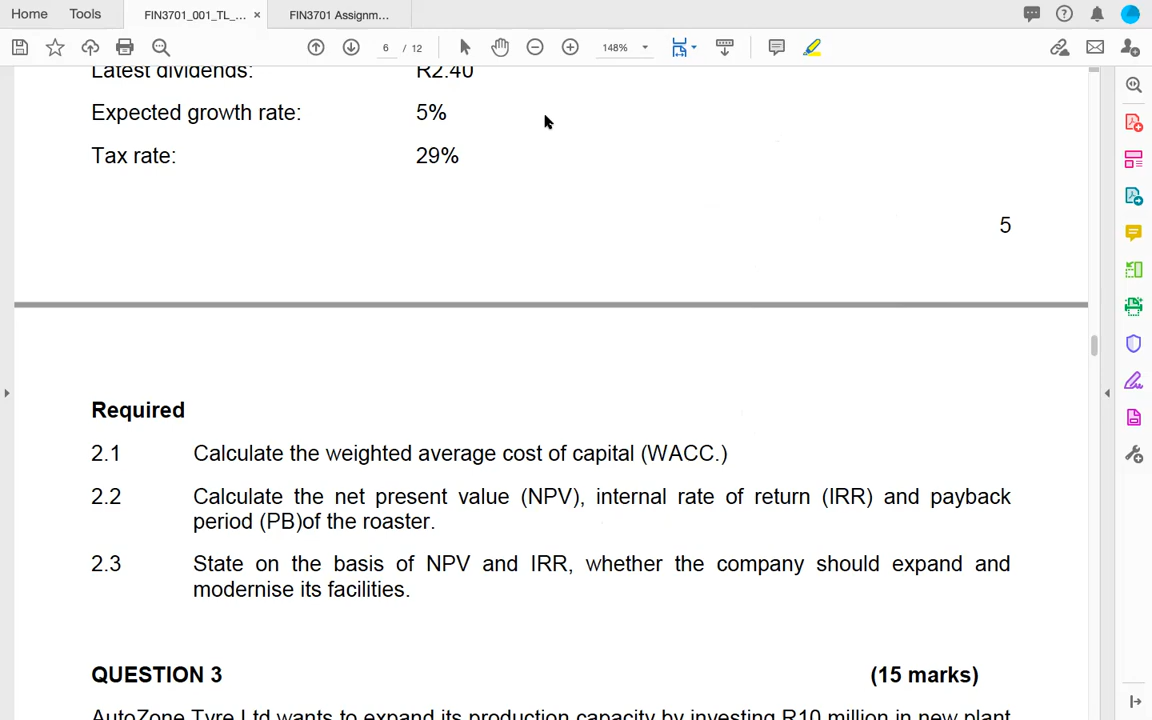 Home Tools FIN3701_001_TL_... × FIN3701 Assignm...
6 / 12 148%
Latest dividends: R2.40
Expected growth rate: 5%
Tax rate: 29%
5
Required
2.1 Calculate the weighted average cost of capital (WACC.)
2.2 Calculate the net present value (NPV), internal rate of return (IRR) and payback
period (PB)of the roaster.
2.3 State on the basis of NPV and IRR, whether the company should expand and
modernise its facilities.
QUESTION 3 (15 marks)
AutoZone Tyre Ltd wants to expand its production capacity by investing R10 million in new plant